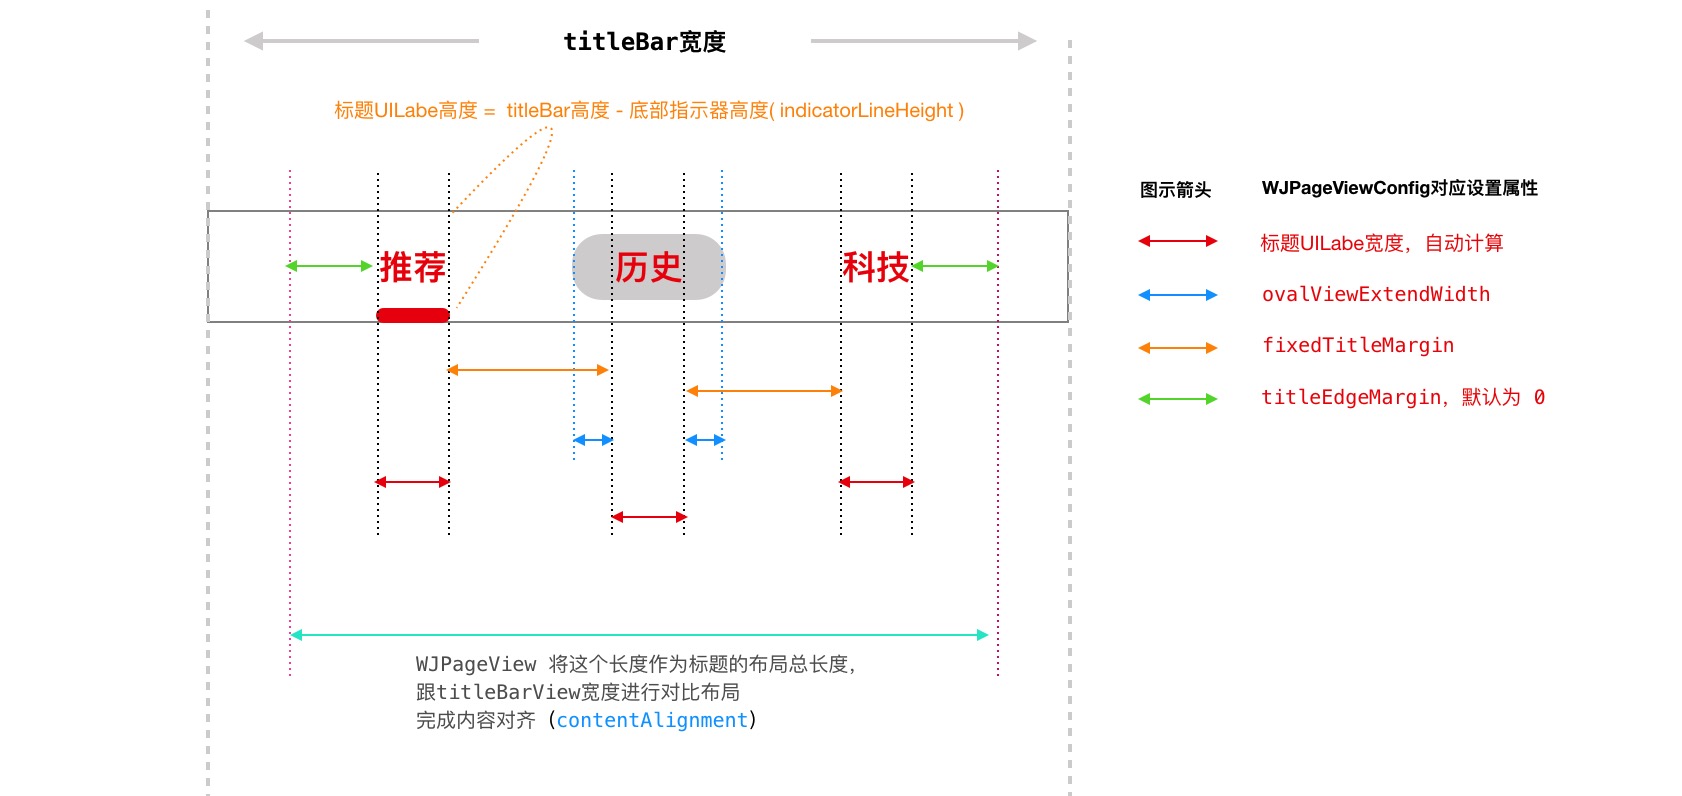 titleBar宽度
标题UILabe高度 = titleBar高度 - 底部指示器高度( indicatorLineHeight )
推荐 历史 科技
图示箭头 WJPageViewConfig对应设置属性
标题UILabe宽度，自动计算
ovalViewExtendWidth
fixedTitleMargin
titleEdgeMargin，默认为 0
WJPageView 将这个长度作为标题的布局总长度，
跟titleBarView宽度进行对比布局
完成内容对齐（contentAlignment）